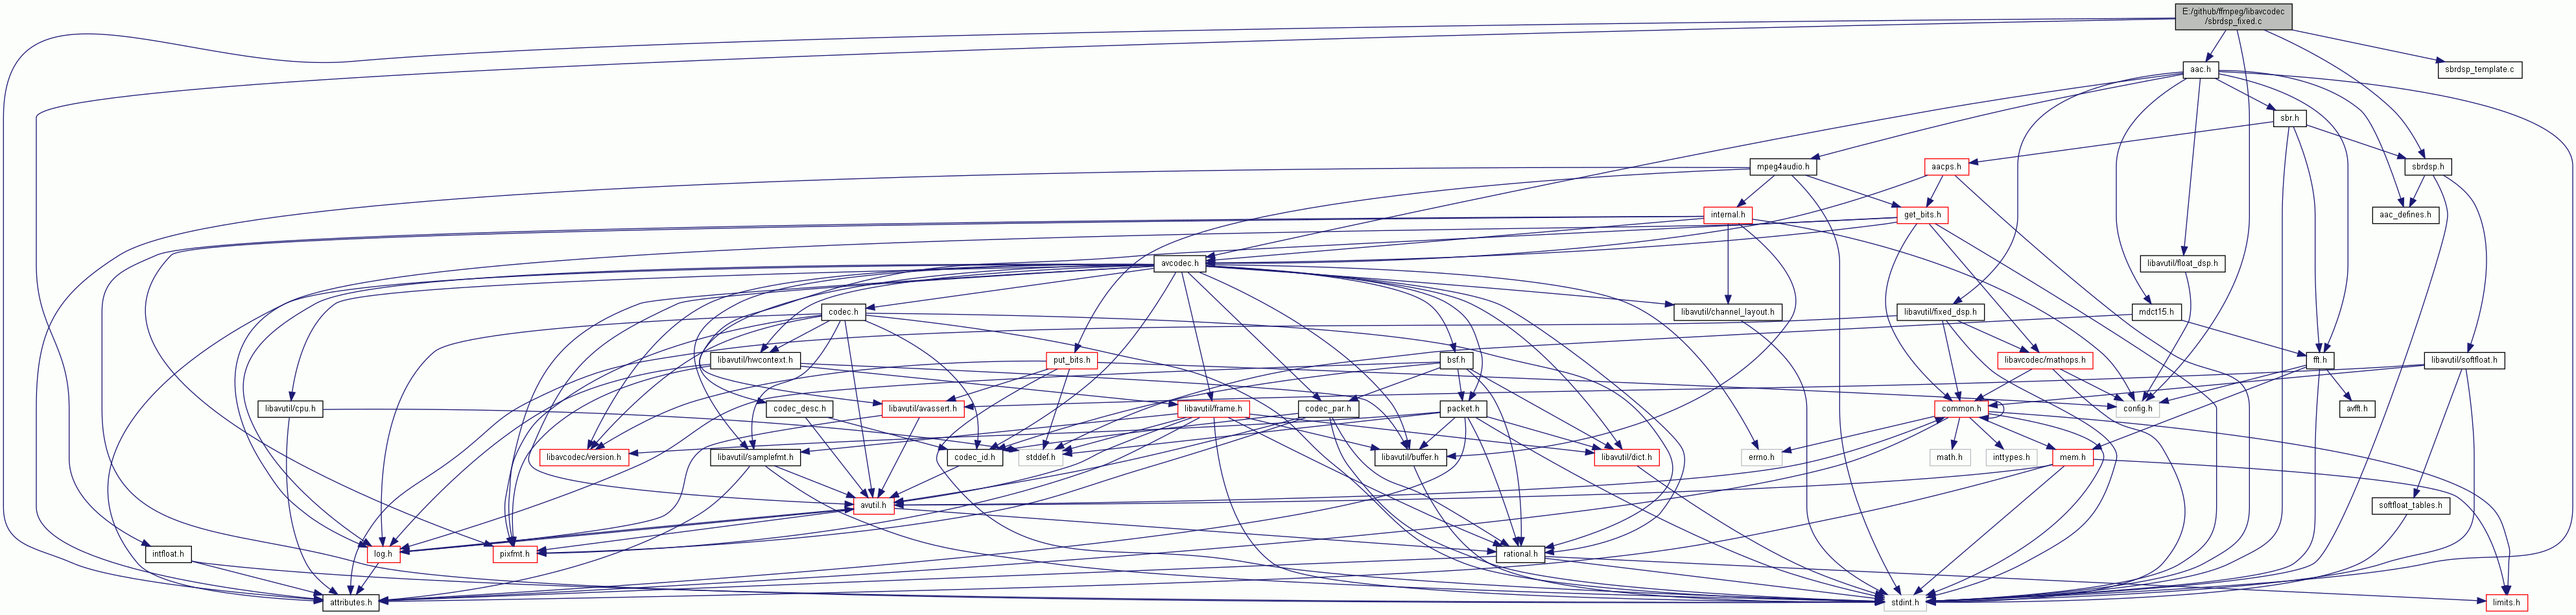 E:/github/ffmpeg/libavcodec
/sbrdsp_fixed.c
aac.h
sbrdsp_template.c
sbr.h
mpeg4audio.h
aacps.h
sbrdsp.h
internal.h
get_bits.h
aac_defines.h
avcodec.h
libavutil/float_dsp.h
codec.h
libavutil/channel_layout.h
libavutil/fixed_dsp.h
mdct15.h
libavutil/hwcontext.h
put_bits.h
bsf.h
libavcodec/mathops.h
fft.h
libavutil/softfloat.h
libavutil/cpu.h
codec_desc.h
libavutil/avassert.h
libavutil/frame.h
codec_par.h
packet.h
common.h
config.h
avfft.h
libavcodec/version.h
libavutil/samplefmt.h
codec_id.h
stddef.h
libavutil/buffer.h
libavutil/dict.h
errno.h
math.h
inttypes.h
mem.h
avutil.h
softfloat_tables.h
intfloat.h
log.h
pixfmt.h
rational.h
attributes.h
stdint.h
limits.h